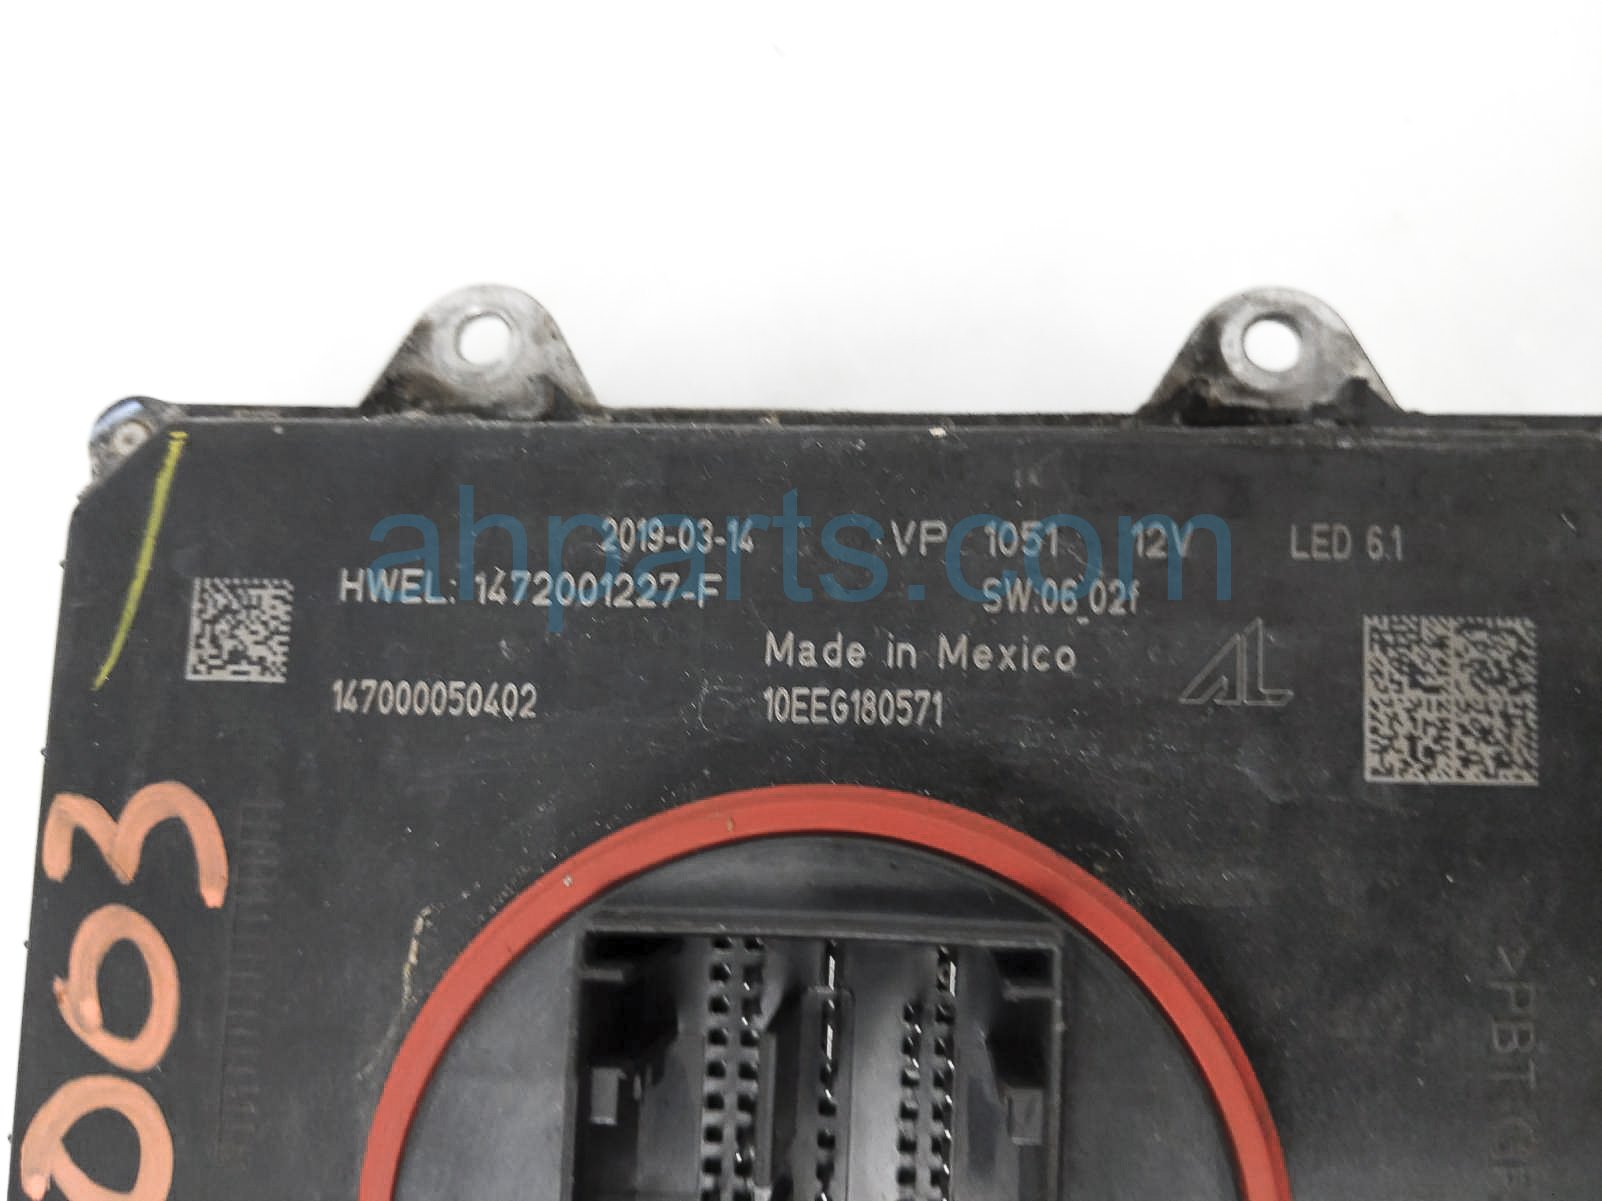 2019-03-14 VP 1051 12V LED 6.1
HWEL: 1472001227-F SW:06_02f
Made in Mexico
147000050402 10EEG180571
AL
ahparts.com
003
>PBT